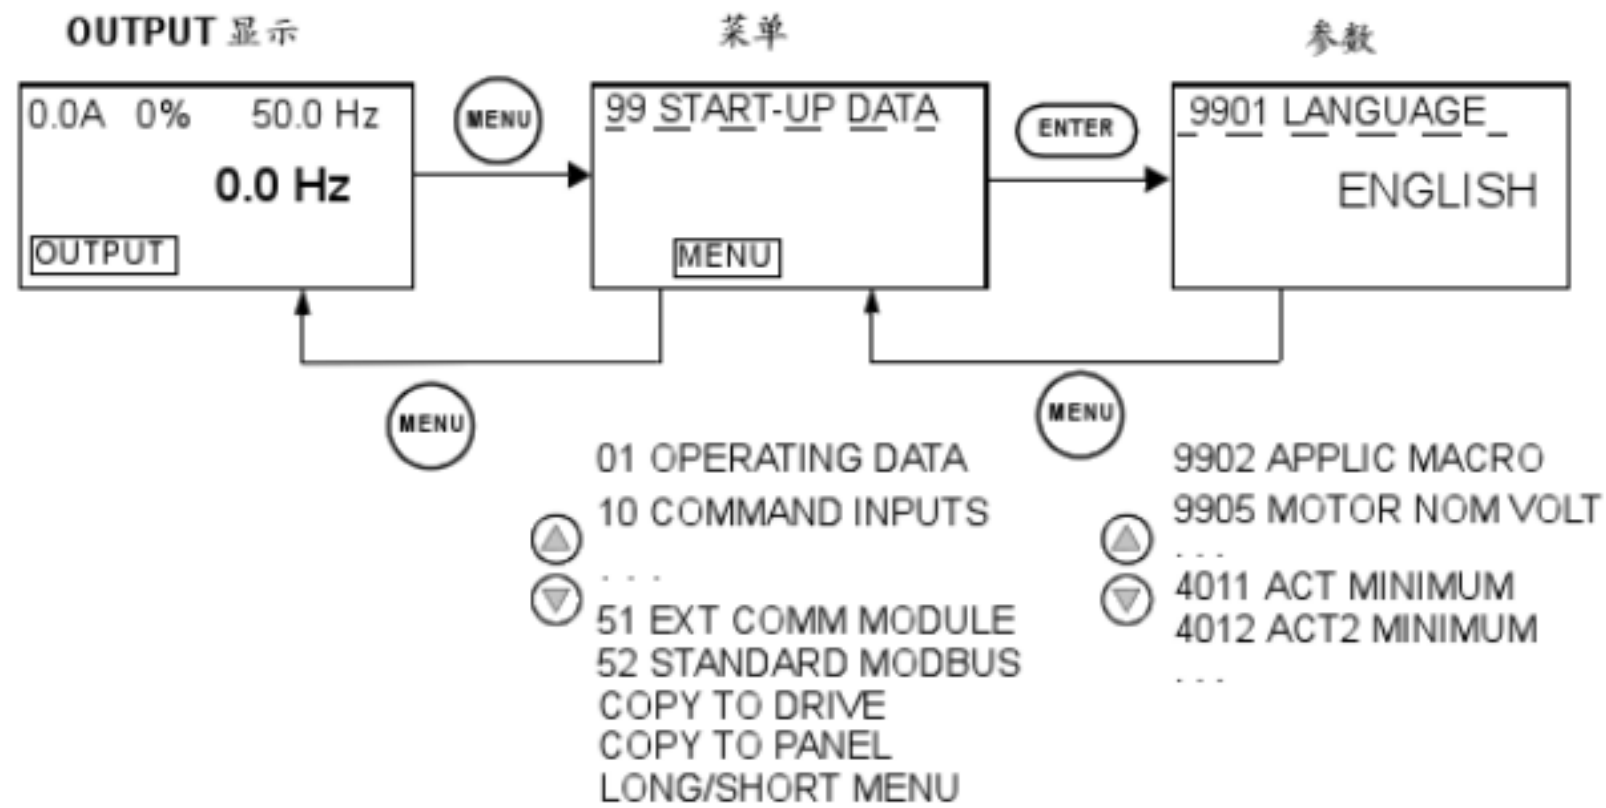 OUTPUT 显示
菜单
参数
0.0A 0% 50.0 Hz
0.0 Hz
OUTPUT
MENU
99 START-UP DATA
MENU
ENTER
9901 LANGUAGE
ENGLISH
MENU
MENU
01 OPERATING DATA
10 COMMAND INPUTS
. . .
51 EXT COMM MODULE
52 STANDARD MODBUS
COPY TO DRIVE
COPY TO PANEL
LONG/SHORT MENU
9902 APPLIC MACRO
9905 MOTOR NOM VOLT
. . .
4011 ACT MINIMUM
4012 ACT2 MINIMUM
. . .